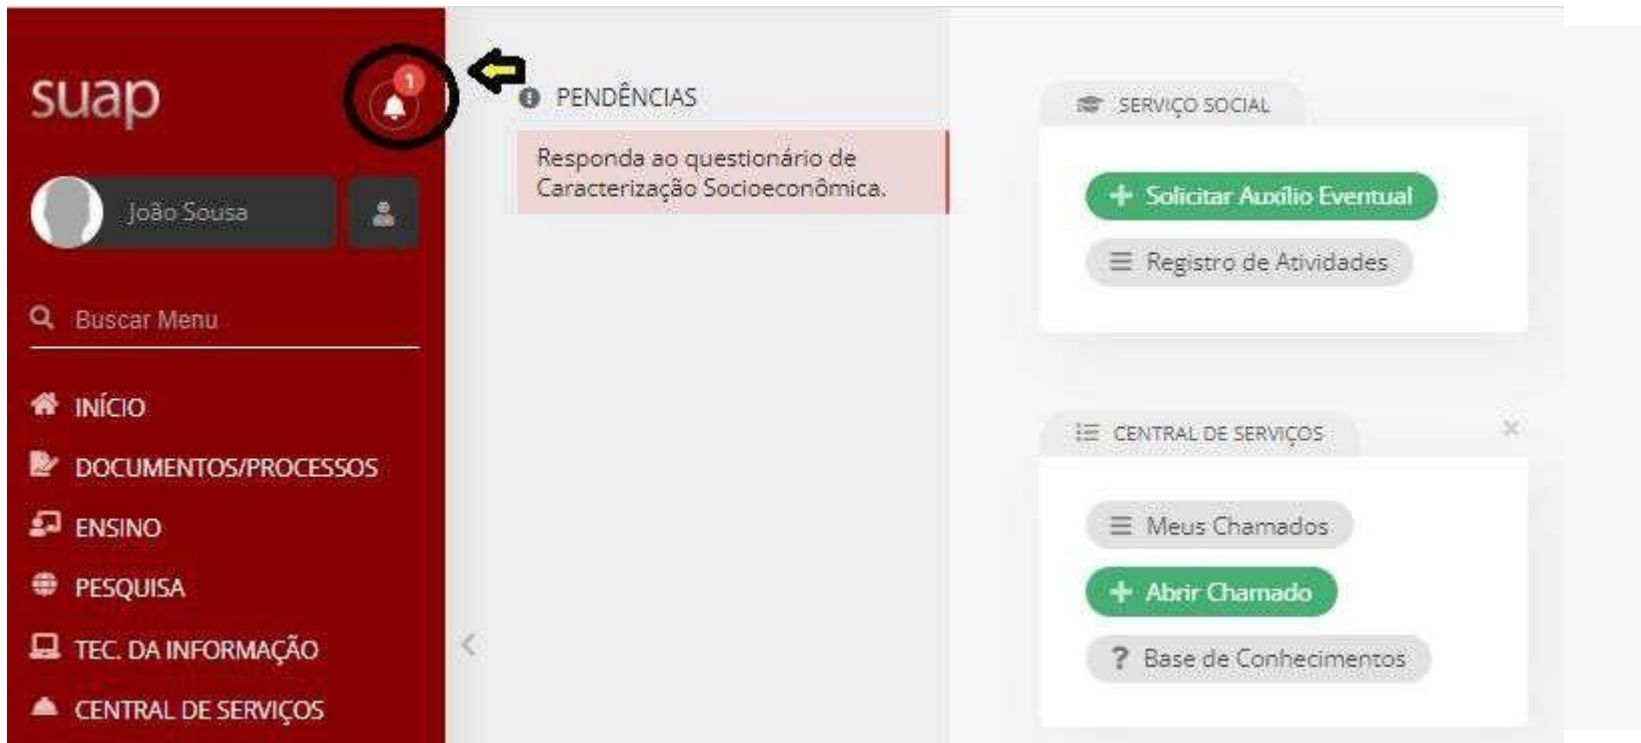 suap
1
João Sousa
Buscar Menu
INÍCIO
DOCUMENTOS/PROCESSOS
ENSINO
PESQUISA
TEC. DA INFORMAÇÃO
CENTRAL DE SERVIÇOS
PENDÊNCIAS
Responda ao questionário de
Caracterização Socioeconômica.
SERVIÇO SOCIAL
+ Solicitar Auxílio Eventual
Registro de Atividades
CENTRAL DE SERVIÇOS
Meus Chamados
+ Abrir Chamado
? Base de Conhecimentos